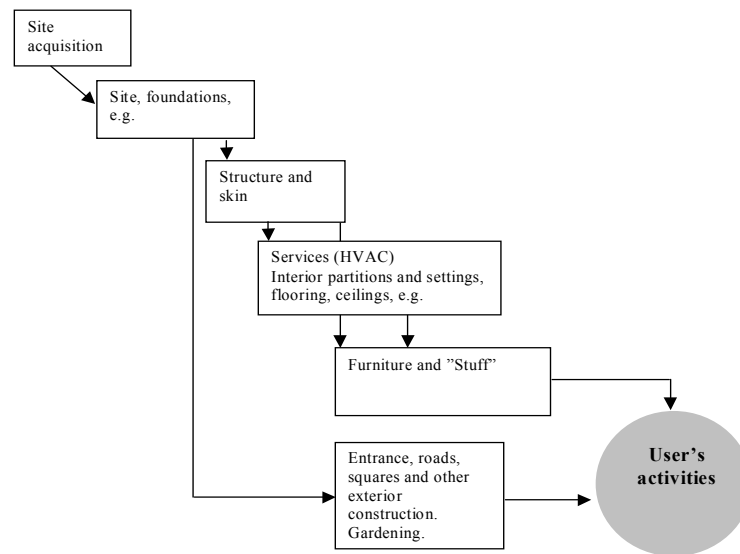 Site
acquisition
Site, foundations,
e.g.
Structure and
skin
Services (HVAC)
Interior partitions and settings,
flooring, ceilings, e.g.
Furniture and ”Stuff”
Entrance, roads,
squares and other
exterior
construction.
Gardening.
User’s
activities